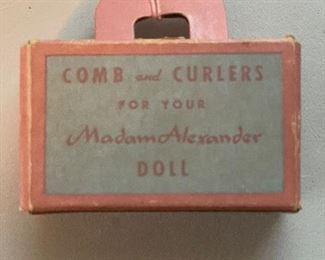 COMB and CURLERS
FOR YOUR
Madam Alexander
DOLL